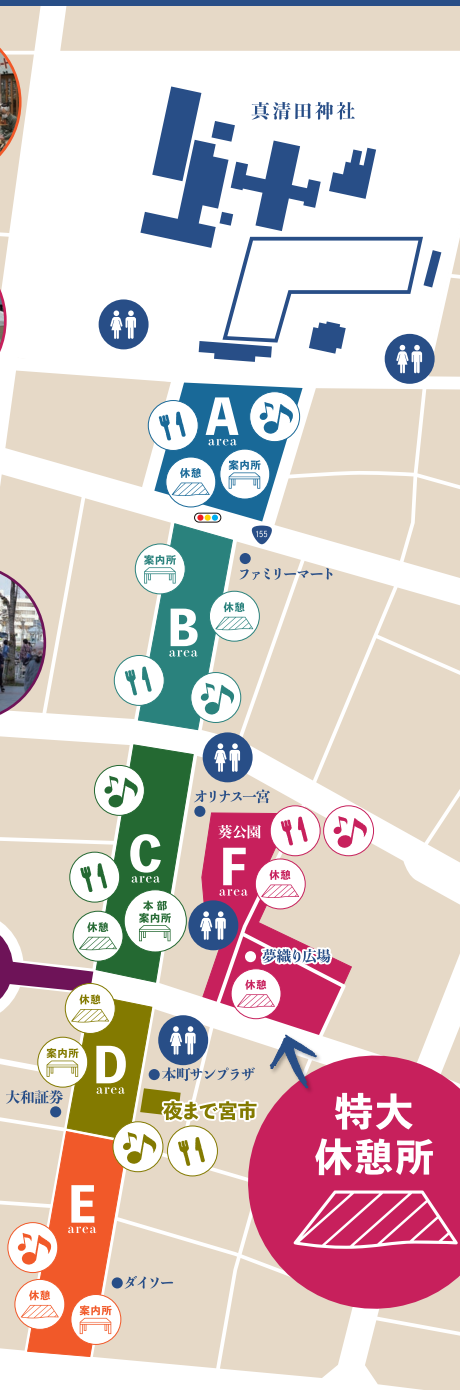 真清田神社
A
area
休憩
案内所
155
ファミリーマート
案内所
休憩
B
area
オリナス一宮
葵公園
F
area
休憩
C
area
本部
案内所
休憩
夢織り広場
休憩
休憩
案内所
D
area
本町サンプラザ
大和証券
夜まで宮市
特大
休憩所
E
area
ダイソー
休憩
案内所